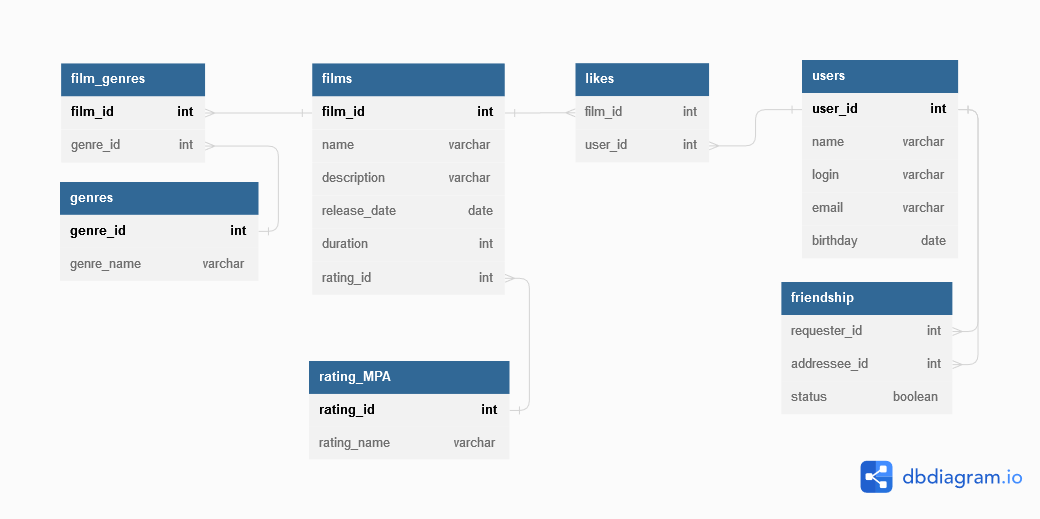 film_genres
film_id int
genre_id int
genres
genre_id int
genre_name varchar
films
film_id int
name varchar
description varchar
release_date date
duration int
rating_id int
rating_MPA
rating_id int
rating_name varchar
likes
film_id int
user_id int
users
user_id int
name varchar
login varchar
email varchar
birthday date
friendship
requester_id int
addressee_id int
status boolean
dbdiagram.io